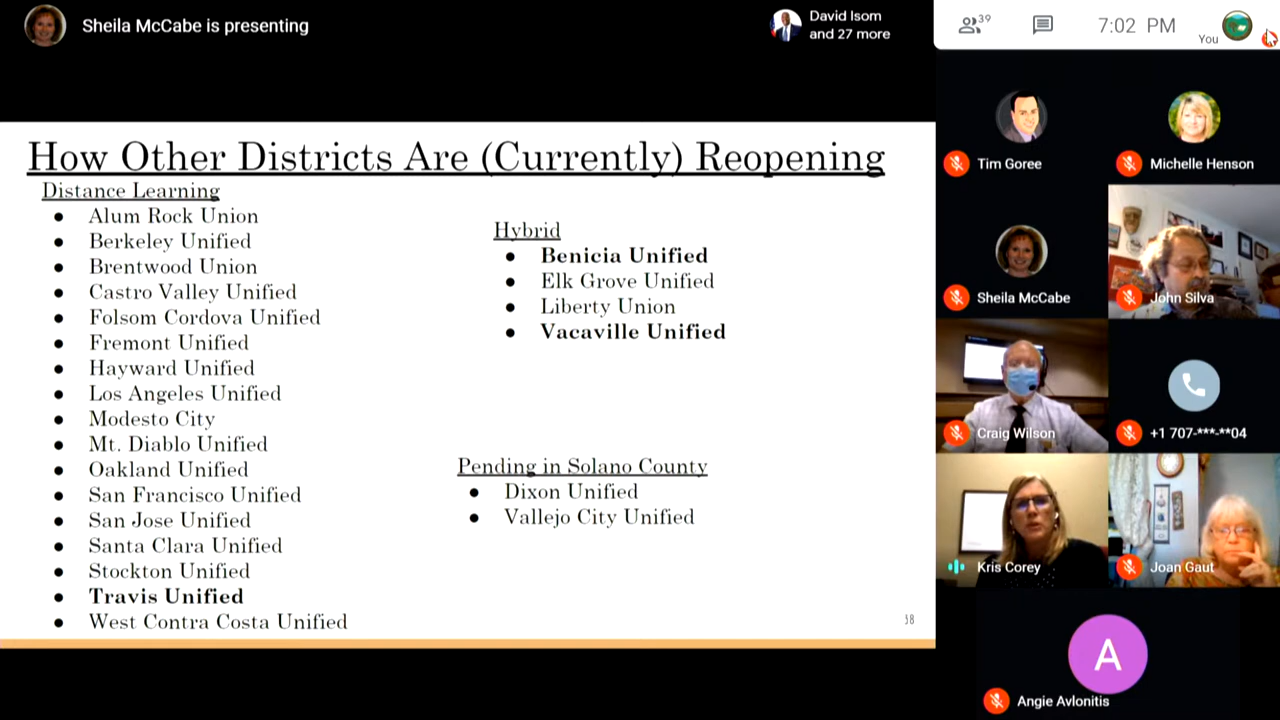 Sheila McCabe is presenting
David Isom
and 27 more
39
7:02 PM
You
How Other Districts Are (Currently) Reopening
Distance Learning
● Alum Rock Union
● Berkeley Unified
● Brentwood Union
● Castro Valley Unified
● Folsom Cordova Unified
● Fremont Unified
● Hayward Unified
● Los Angeles Unified
● Modesto City
● Mt. Diablo Unified
● Oakland Unified
● San Francisco Unified
● San Jose Unified
● Santa Clara Unified
● Stockton Unified
● Travis Unified
● West Contra Costa Unified
Hybrid
● Benicia Unified
● Elk Grove Unified
● Liberty Union
● Vacaville Unified
Pending in Solano County
● Dixon Unified
● Vallejo City Unified
38
Tim Goree
Michelle Henson
Sheila McCabe
John Silva
Craig Wilson
+1 707-***-**04
Kris Corey
Joan Gaut
A
Angie Avlonitis